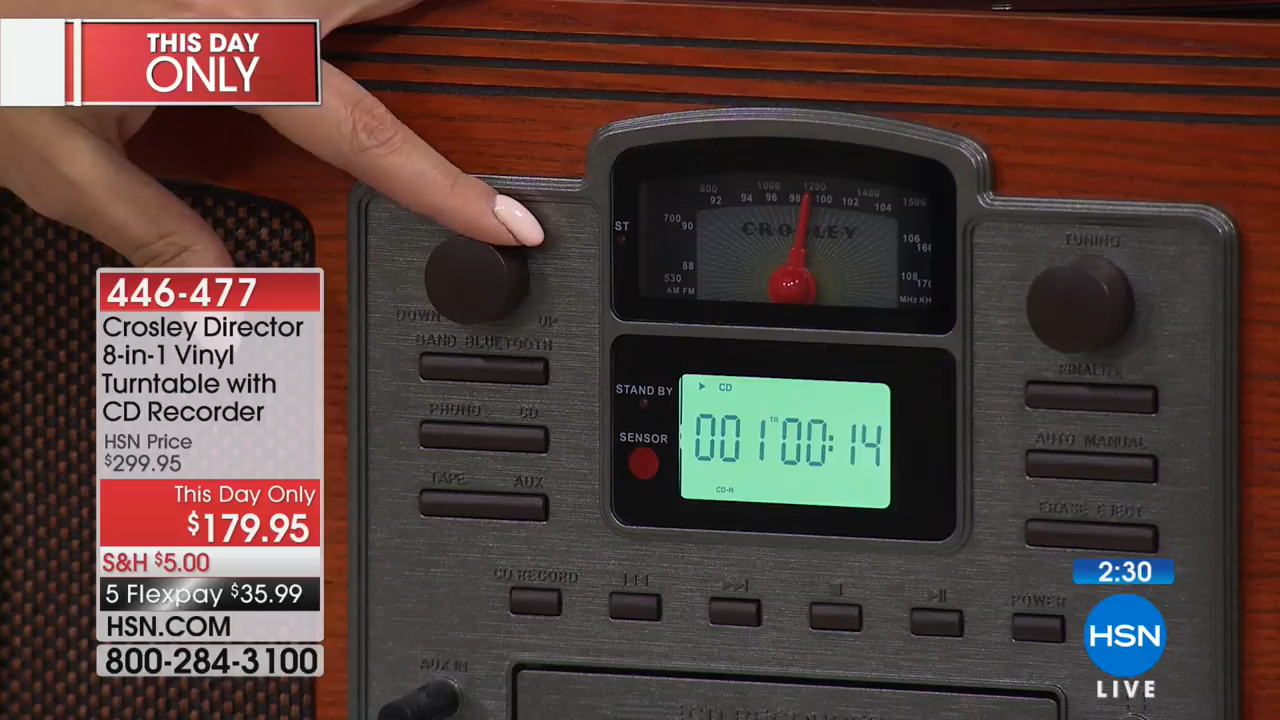 THIS DAY
ONLY
446-477
Crosley Director
8-in-1 Vinyl
Turntable with
CD Recorder
HSN Price
$299.95
This Day Only
$179.95
S&H $5.00
5 Flexpay $35.99
HSN.COM
800-284-3100
DOWN UP
BAND BLUETOOTH
PHONO CD
TAPE AUX
CD RECORD
AUX IN
800 1000 1200 1400 1500
92 94 96 98 100 102 104
ST
700 90
CROSLEY
106
88
530
108
AM FM
STAND BY
SENSOR
CD
001 TR 00:14
CD-R
TUNING
FINALIZE
AUTO MANUAL
ERASE EJECT
POWER
2:30
HSN
LIVE